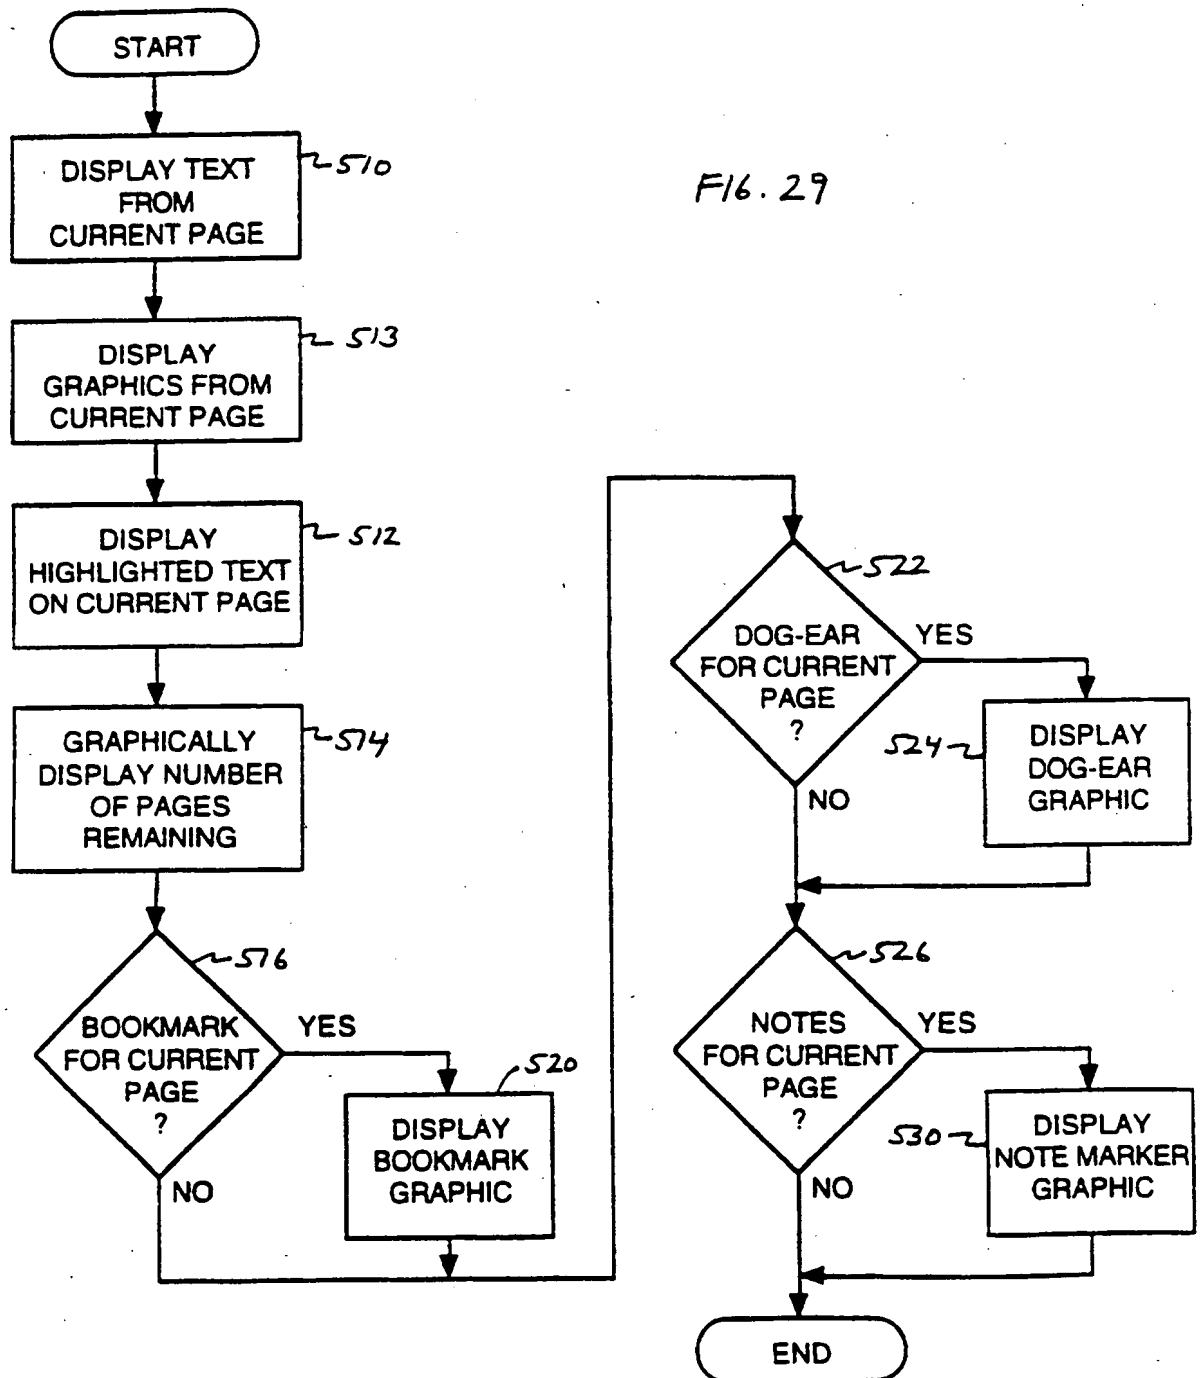 START
DISPLAY TEXT
FROM
CURRENT PAGE
510
FIG. 29
DISPLAY
GRAPHICS FROM
CURRENT PAGE
513
DISPLAY
HIGHLIGHTED TEXT
ON CURRENT PAGE
512
GRAPHICALLY
DISPLAY NUMBER
OF PAGES
REMAINING
514
BOOKMARK
FOR CURRENT
PAGE
?
516
YES
NO
DISPLAY
BOOKMARK
GRAPHIC
520
DOG-EAR
FOR CURRENT
PAGE
?
522
YES
NO
DISPLAY
DOG-EAR
GRAPHIC
524
NOTES
FOR CURRENT
PAGE
?
526
YES
NO
DISPLAY
NOTE MARKER
GRAPHIC
530
END